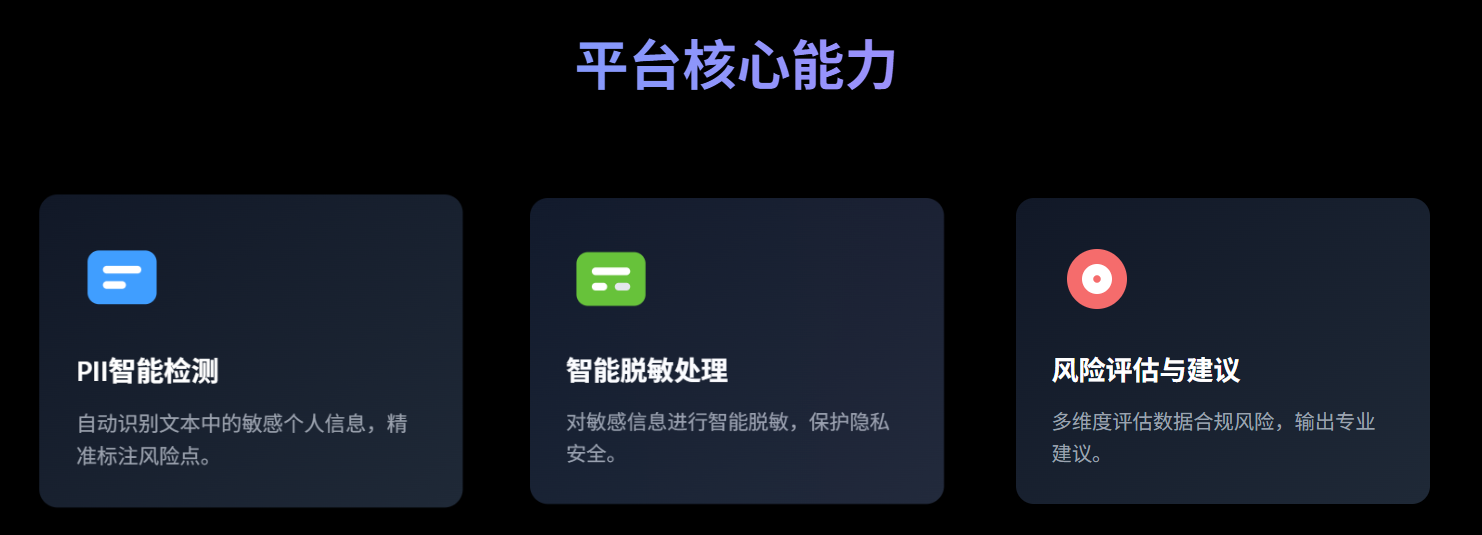 平台核心能力
PII智能检测
自动识别文本中的敏感个人信息，精
准标注风险点。
智能脱敏处理
对敏感信息进行智能脱敏，保护隐私
安全。
风险评估与建议
多维度评估数据合规风险，输出专业
建议。